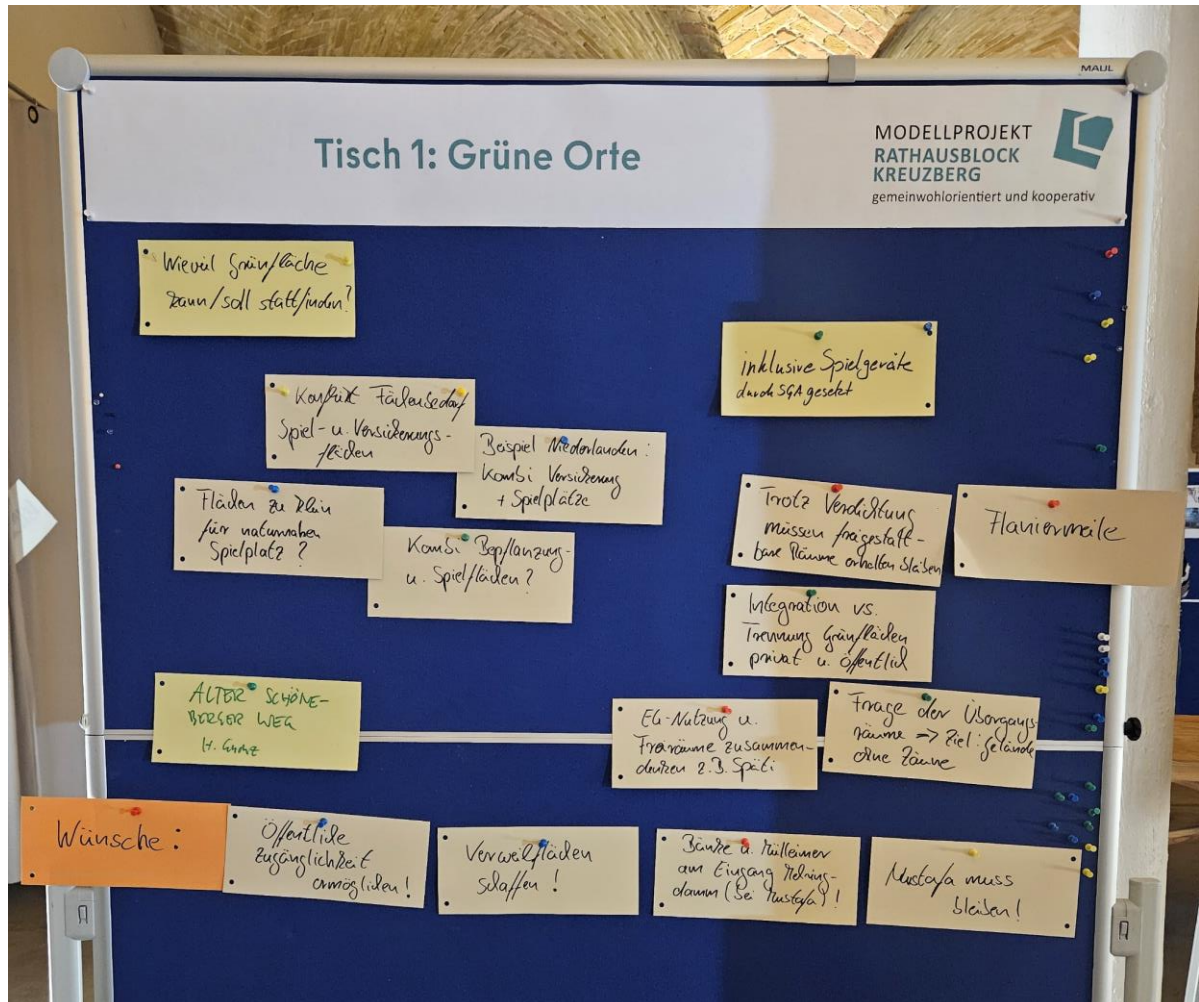 MAUL
Tisch 1: Grüne Orte
MODELLPROJEKT
RATHAUSBLOCK
KREUZBERG
gemeinwohlorientiert und kooperativ
Wieviel Grünfläche
kann/soll stattfinden?
inklusive Spielgeräte
durch SGA gesetzt
Konflikt Flächenbedarf
Spiel- u. Versickerungs-
flächen
Beispiel Niederlanden:
Kombi Versickerung
+ Spielplätze
Flächen zu klein
für naturnahen
Spielplatz?
Kombi Bepflanzung-
u. Spielflächen?
Trotz Verdichtung
müssen freigestalt-
bare Räume erhalten bleiben
Flaniermeile
Integration vs.
Trennung Grünflächen
privat u. öffentlich
ALTER SCHÖNE-
BERGER WEG
H.
EG-Nutzung u.
Freiräume zusammen-
denken z.B. Späti
Frage der Übergangs-
räume => Ziel: Gelände
ohne Zäune
Wünsche:
Öffentliche
Zugänglichkeit
ermöglichen!
Verweilflächen
schaffen!
Bänke u. Mülleimer
am Eingang Mehring-
damm (bei Mustafa)!
Mustafa muss
bleiben!